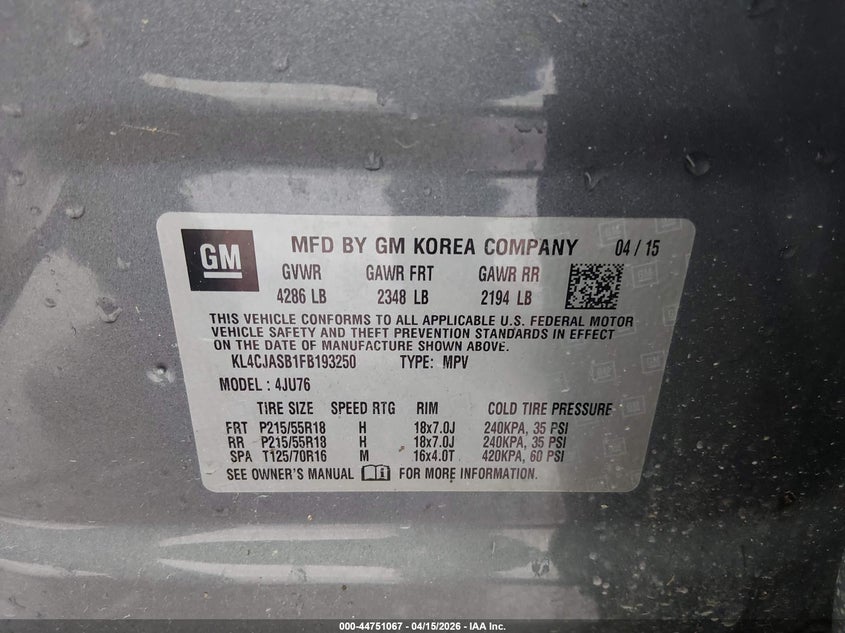 GM MFD BY GM KOREA COMPANY 04 / 15
GVWR GAWR FRT GAWR RR
4286 LB 2348 LB 2194 LB
THIS VEHICLE CONFORMS TO ALL APPLICABLE U.S. FEDERAL MOTOR
VEHICLE SAFETY AND THEFT PREVENTION STANDARDS IN EFFECT
ON THE DATE OF MANUFACTURE SHOWN ABOVE.
KL4CJASB1FB193250 TYPE: MPV
MODEL : 4JU76
TIRE SIZE SPEED RTG RIM COLD TIRE PRESSURE
FRT P215/55R18 H 18x7.0J 240KPA, 35 PSI
RR P215/55R18 H 18x7.0J 240KPA, 35 PSI
SPA T125/70R16 M 16x4.0T 420KPA, 60 PSI
SEE OWNER'S MANUAL FOR MORE INFORMATION.
000-44751067 - 04/15/2026 - IAA Inc.